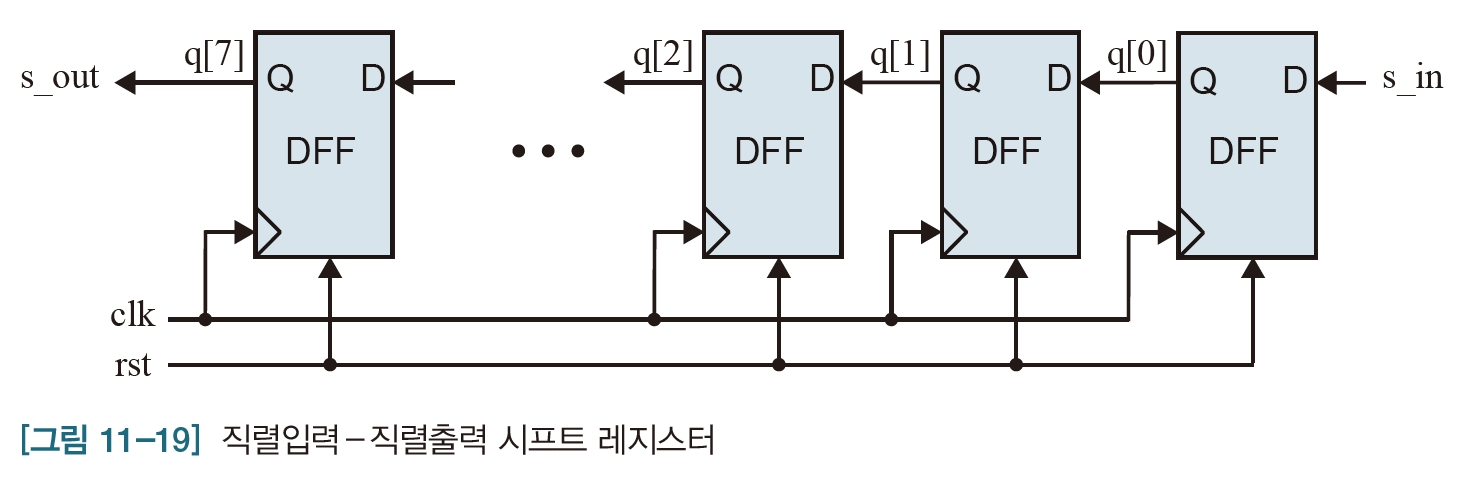 q[7] q[2] q[1] q[0]
s_out Q D Q D Q D Q D s_in
DFF ••• DFF DFF DFF
clk
rst
[그림 11-19] 직렬입력-직렬출력 시프트 레지스터